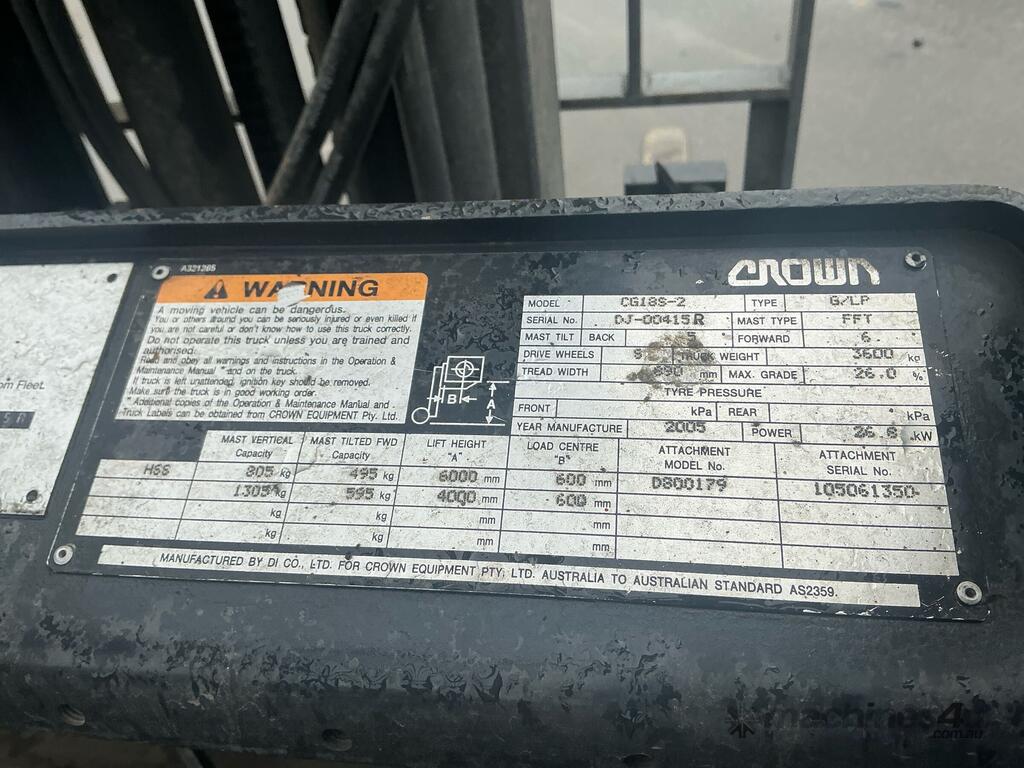 A321265
WARNING
A moving vehicle can be dangerous.
You or others around you can be seriously injured or even killed if
you are not careful or don't know how to use this truck correctly.
Do not operate this truck unless you are trained and
authorised.
Read and obey all warnings and instructions in the Operation &
Maintenance Manual * and on the truck.
If truck is left unattended, ignition key should be removed.
Make sure the truck is in good working order.
* Additional copies of the Operation & Maintenance Manual and
Truck Labels can be obtained from CROWN EQUIPMENT Pty. Ltd.
om Fleet.
CROWN
MODEL CG18S-2 TYPE G/LP
SERIAL No. DJ-00415R MAST TYPE FFT
MAST TILT BACK 5 FORWARD 6
DRIVE WHEELS TRUCK WEIGHT 3600 kg
TREAD WIDTH 890 mm MAX. GRADE 26.0 %
TYRE PRESSURE
FRONT kPa REAR kPa
YEAR MANUFACTURE 2005 POWER 26.8 kW
B
A
MAST VERTICAL Capacity MAST TILTED FWD Capacity LIFT HEIGHT "A" LOAD CENTRE "B" ATTACHMENT MODEL No. ATTACHMENT SERIAL No.
HSS 805 kg 495 kg 6000 mm 600 mm D800179 105061350
1305 kg 595 kg 4000 mm 600 mm
kg kg mm mm
kg kg mm mm
MANUFACTURED BY DI CO., LTD. FOR CROWN EQUIPMENT PTY. LTD. AUSTRALIA TO AUSTRALIAN STANDARD AS2359.
machines4u
.com.au